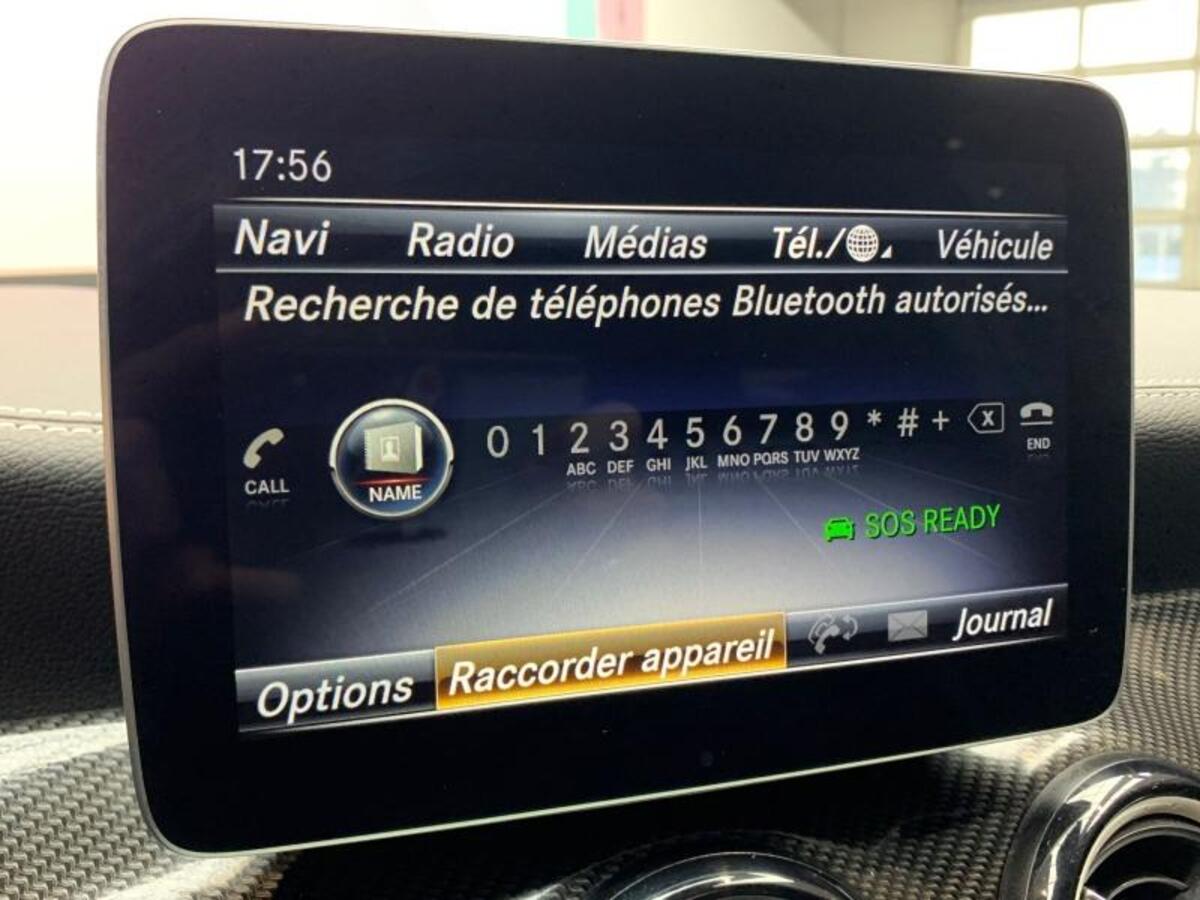 17:56
Navi Radio Médias Tél./ Véhicule
Recherche de téléphones Bluetooth autorisés...
CALL NAME 0 1 2 3 4 5 6 7 8 9 * # + X END
ABC DEF GHI JKL MNO PQRS TUV WXYZ
SOS READY
Options Raccorder appareil Journal